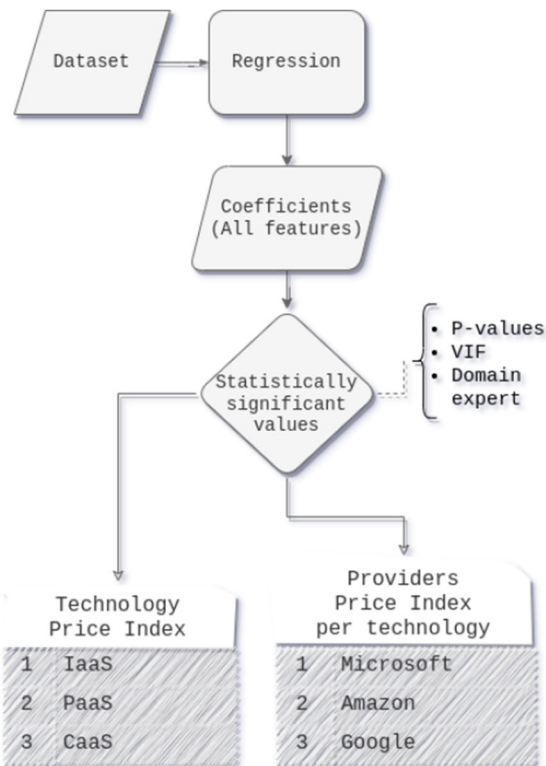 Dataset
Regression
Coefficients
(All features)
Statistically
significant
values
• P-values
• VIF
• Domain
expert
Technology
Price Index
1 IaaS
2 PaaS
3 CaaS
Providers
Price Index
per technology
1 Microsoft
2 Amazon
3 Google